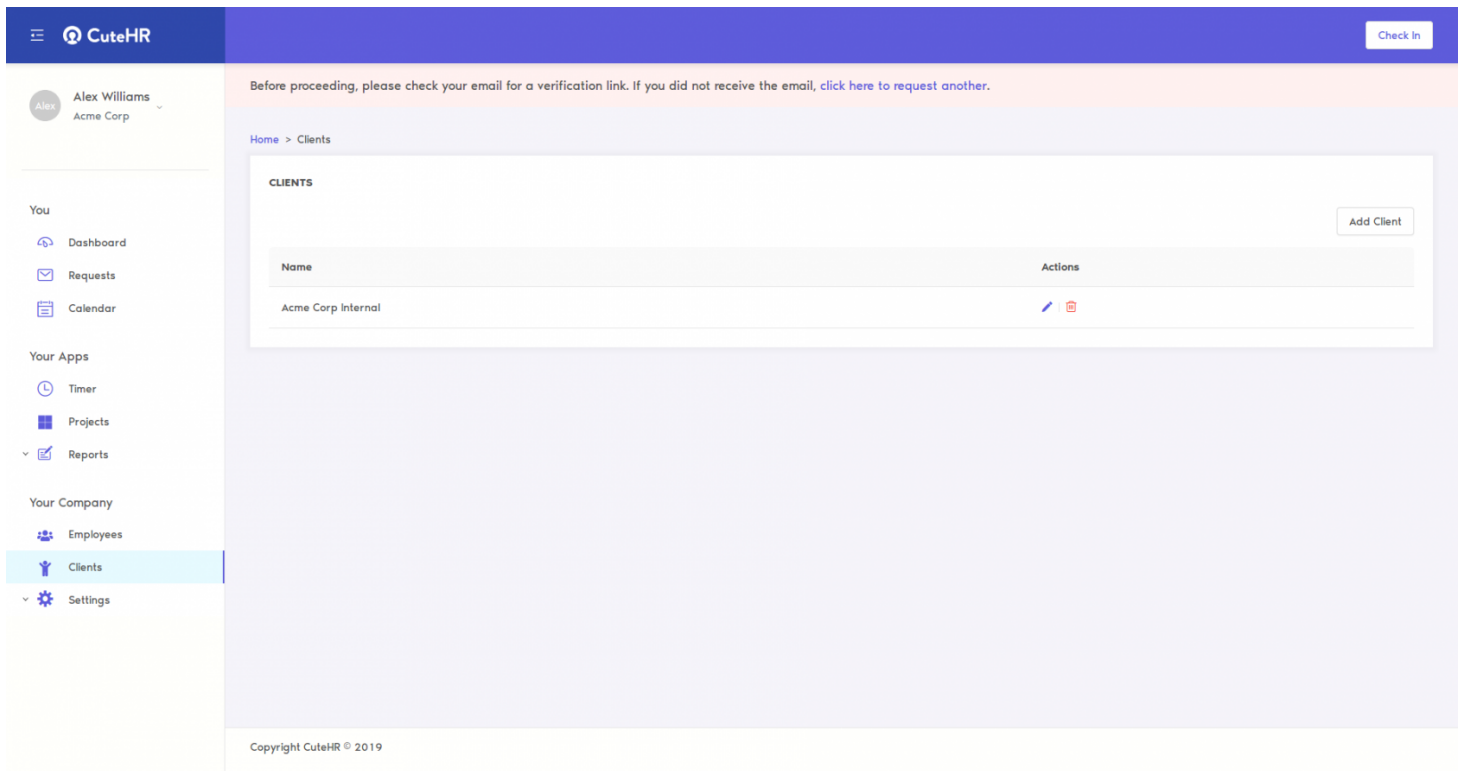 CuteHR
Check In
Alex
Alex Williams
Acme Corp
Before proceeding, please check your email for a verification link. If you did not receive the email, click here to request another.
Home > Clients
CLIENTS
Add Client
Name Actions
Acme Corp Internal
You
Dashboard
Requests
Calendar
Your Apps
Timer
Projects
Reports
Your Company
Employees
Clients
Settings
Copyright CuteHR © 2019